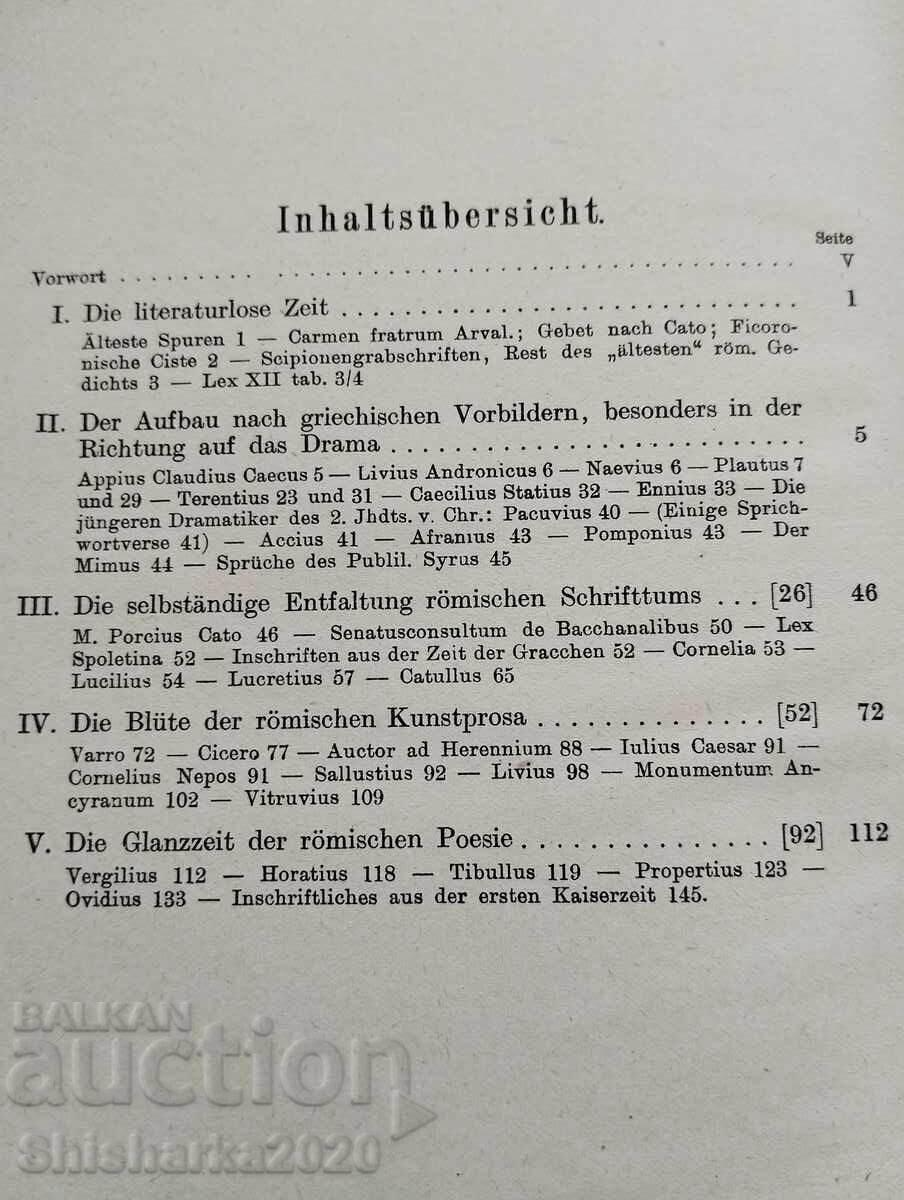 Inhaltsübersicht.
Seite
Vorwort . . . . . . . . . . . . . . . . . . . . . . . . . . . . . . . . . . . . . V
I. Die literaturlose Zeit . . . . . . . . . . . . . . . . . . . . . . . . . . . 1
Älteste Spuren 1 — Carmen fratrum Arval.; Gebet nach Cato; Ficoro-
nische Ciste 2 — Scipionengrabschriften, Rest des „ältesten“ röm. Ge-
dichts 3 — Lex XII tab. 3/4
II. Der Aufbau nach griechischen Vorbildern, besonders in der
Richtung auf das Drama . . . . . . . . . . . . . . . . . . . . . . . . . 5
Appius Claudius Caecus 5 — Livius Andronicus 6 — Naevius 6 — Plautus 7
und 29 — Terentius 23 und 31 — Caecilius Statius 32 — Ennius 33 — Die
jüngeren Dramatiker des 2. Jhdts. v. Chr.: Pacuvius 40 — (Einige Sprich-
wortverse 41) — Accius 41 — Afranius 43 — Pomponius 43 — Der
Mimus 44 — Sprüche des Publil. Syrus 45
III. Die selbständige Entfaltung römischen Schrifttums . . . [26] 46
M. Porcius Cato 46 — Senatusconsultum de Bacchanalibus 50 — Lex
Spoletina 52 — Inschriften aus der Zeit der Gracchen 52 — Cornelia 53 —
Lucilius 54 — Lucretius 57 — Catullus 65
IV. Die Blüte der römischen Kunstprosa . . . . . . . . . . . . . . [52] 72
Varro 72 — Cicero 77 — Auctor ad Herennium 88 — Iulius Caesar 91 —
Cornelius Nepos 91 — Sallustius 92 — Livius 98 — Monumentum An-
cyranum 102 — Vitruvius 109
V. Die Glanzzeit der römischen Poesie . . . . . . . . . . . . . . . [92] 112
Vergilius 112 — Horatius 118 — Tibullus 119 — Propertius 123 —
Ovidius 133 — Inschriftliches aus der ersten Kaiserzeit 145.
BALKAN
auction
Shisharka2020